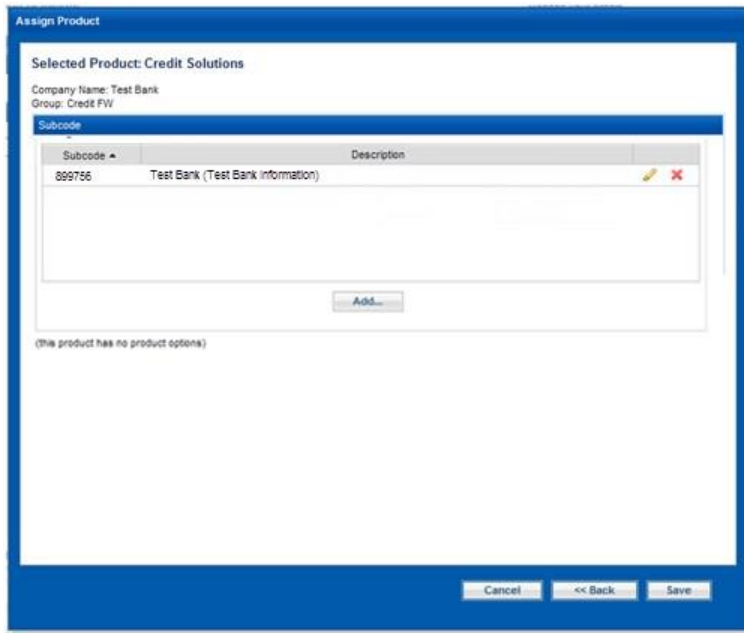 Assign Product
Selected Product: Credit Solutions
Company Name: Test Bank
Group: Credit FW
Subcode
Subcode Description
899756 Test Bank (Test Bank Information)
Add...
(this product has no product options)
Cancel << Back Save